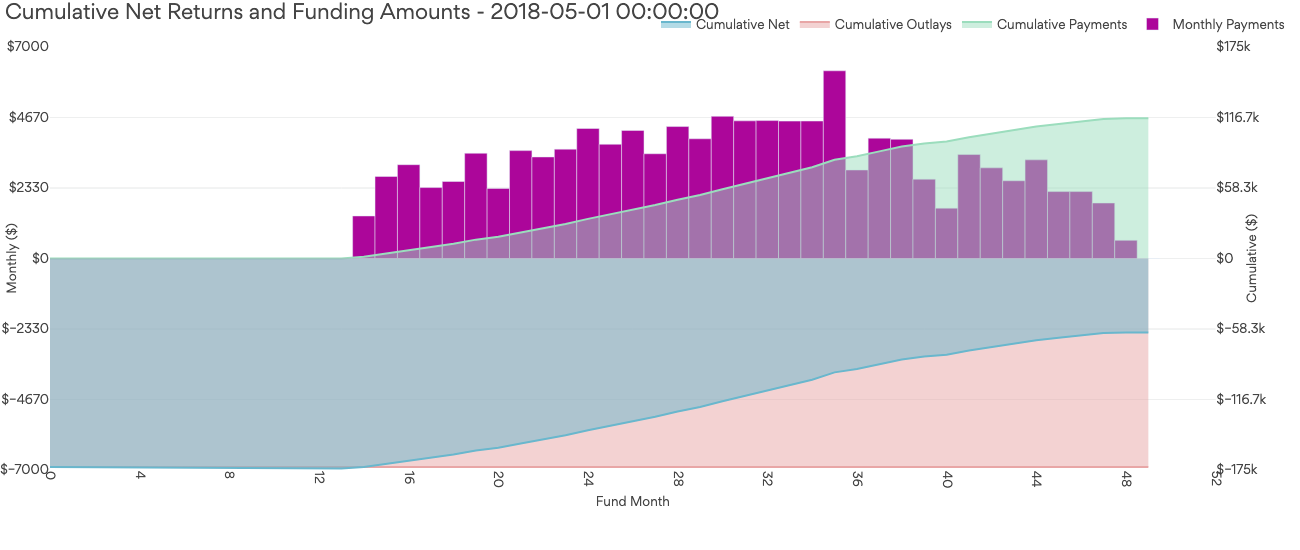 Cumulative Net Returns and Funding Amounts - 2018-05-01 00:00:00
Cumulative Net Cumulative Outlays Cumulative Payments Monthly Payments
$7000 $175k
$4670 $116.7k
$2330 $58.3k
$0 $0
$−2330 $−58.3k
$−4670 $−116.7k
$−7000 $−175k
Monthly ($)
Cumulative ($)
0 4 8 12 16 20 24 28 32 36 40 44 48 52
Fund Month